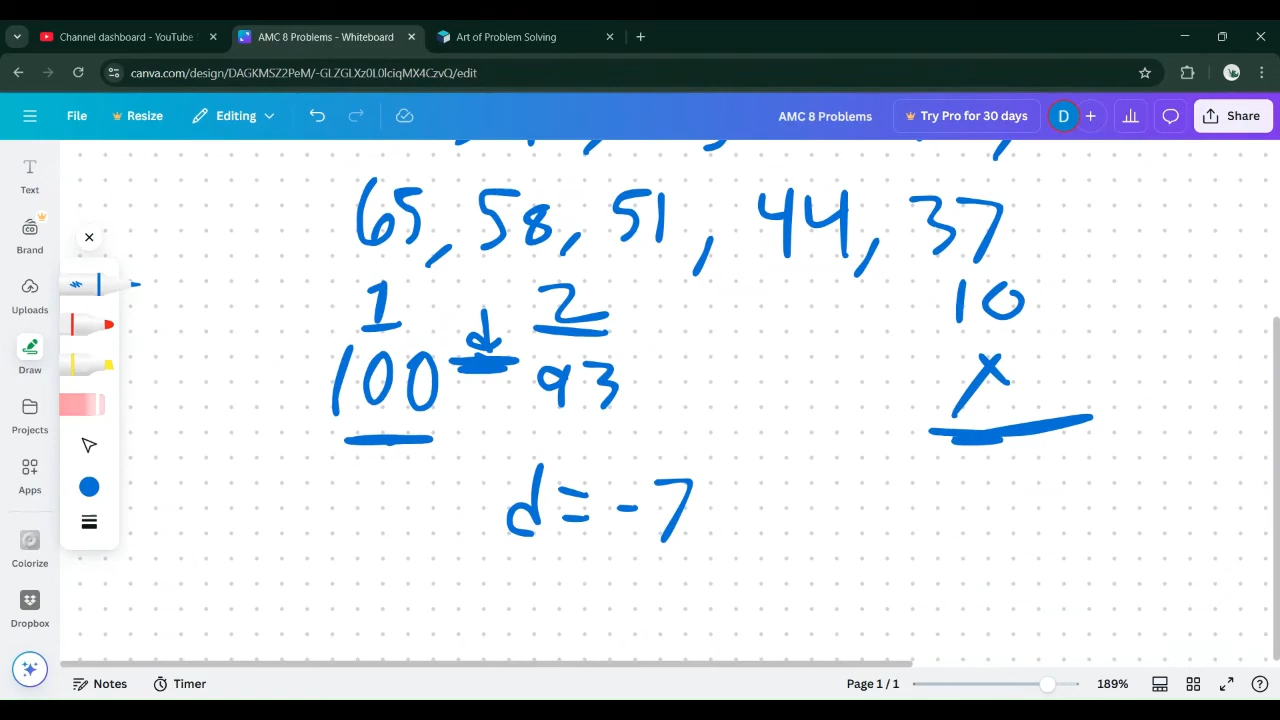 Channel dashboard - YouTube
AMC 8 Problems - Whiteboard
Art of Problem Solving
canva.com/design/DAGKMSZ2PeM/-GLZGLXz0L0lciqMX4CzvQ/edit
File
Resize
Editing
AMC 8 Problems
D
Try Pro for 30 days
Share
Text
Brand
Uploads
Draw
Projects
Apps
Colorize
Dropbox
65, 58, 51, 44, 37
1 2 10
100 d 93 x
d = -7
Notes
Timer
Page 1 / 1
189%